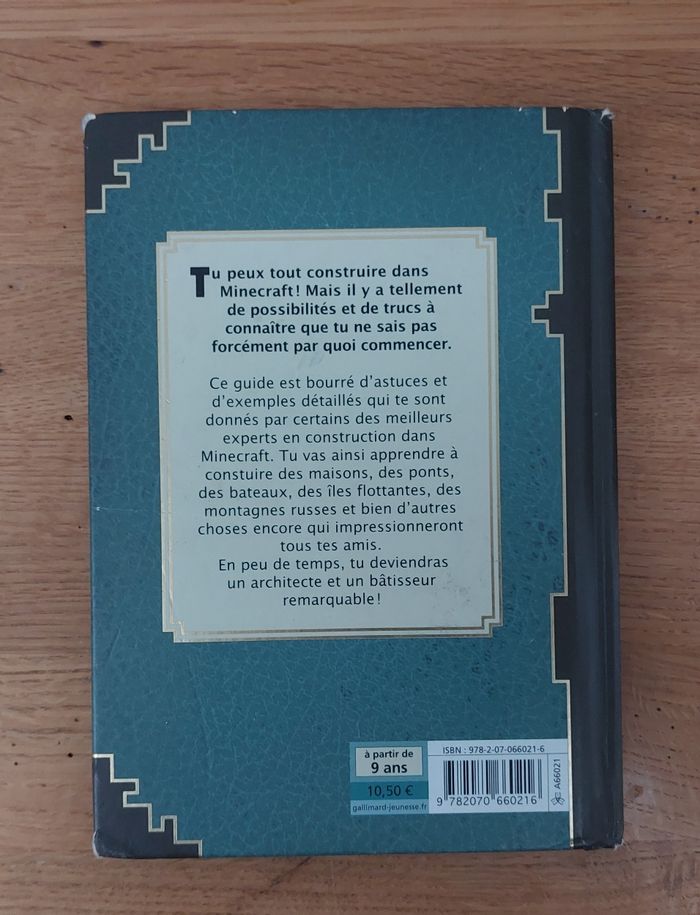 Tu peux tout construire dans
Minecraft! Mais il y a tellement
de possibilités et de trucs à
connaître que tu ne sais pas
forcément par quoi commencer.
Ce guide est bourré d'astuces et
d'exemples détaillés qui te sont
donnés par certains des meilleurs
experts en construction dans
Minecraft. Tu vas ainsi apprendre à
constuire des maisons, des ponts,
des bateaux, des îles flottantes, des
montagnes russes et bien d'autres
choses encore qui impressionneront
tous tes amis.
En peu de temps, tu deviendras
un architecte et un bâtisseur
remarquable!
à partir de
9 ans
10,50 €
gallimard-jeunesse.fr
ISBN : 978-2-07-066021-6
9 782070 660216
A66021